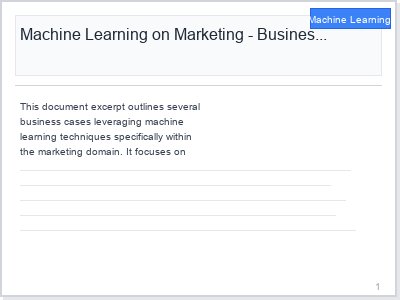 Machine Learning
Machine Learning on Marketing - Busines...
This document excerpt outlines several
business cases leveraging machine
learning techniques specifically within
the marketing domain. It focuses on
1